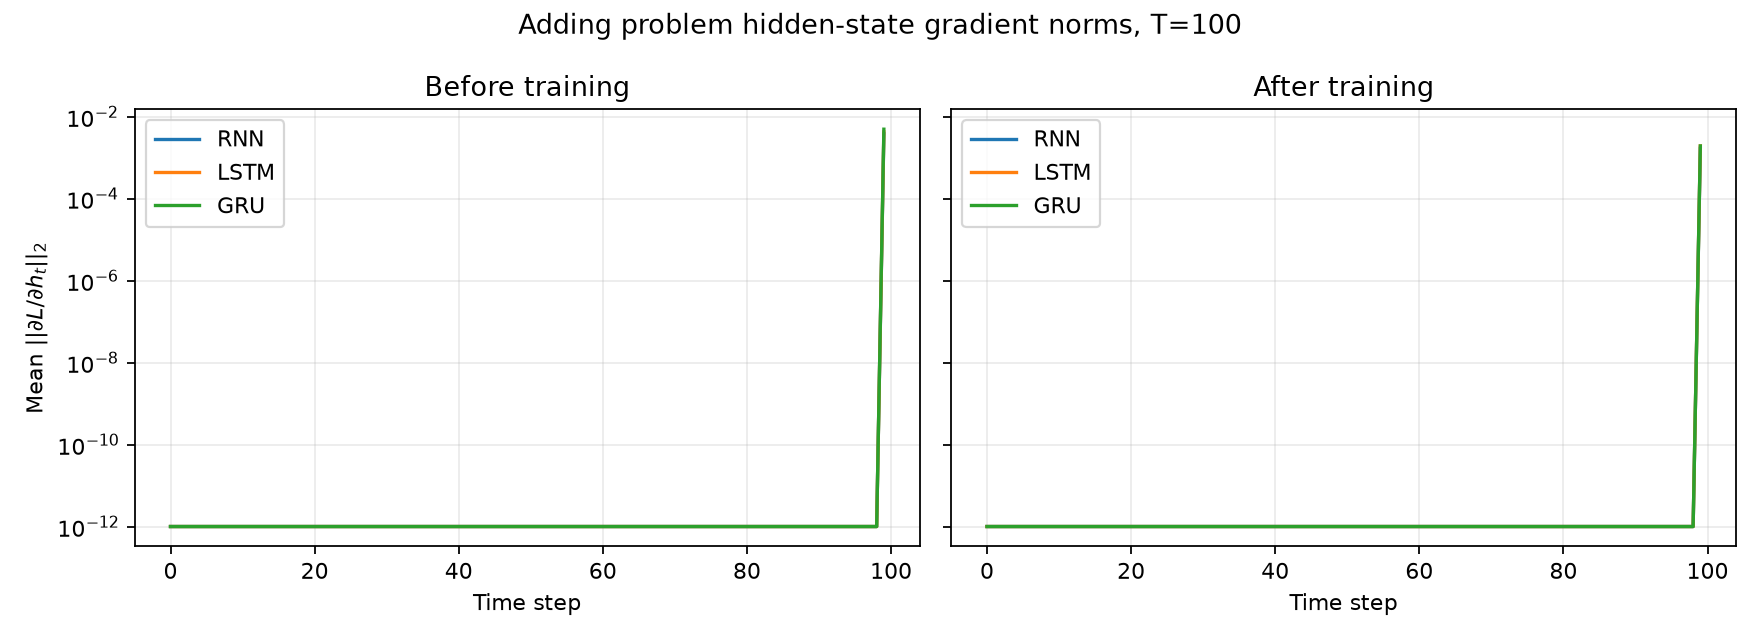 Adding problem hidden-state gradient norms, T=100
Before training
After training
Mean ||∂L/∂hₜ||₂
10⁻²
10⁻⁴
10⁻⁶
10⁻⁸
10⁻¹⁰
10⁻¹²
RNN
LSTM
GRU
RNN
LSTM
GRU
0 20 40 60 80 100
0 20 40 60 80 100
Time step
Time step